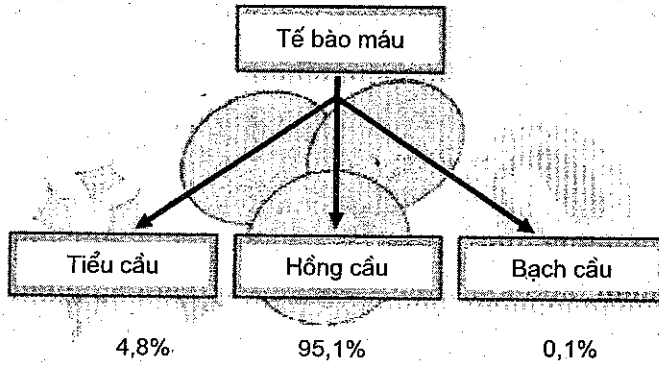 Tế bào máu
Tiểu cầu Hồng cầu Bạch cầu
4,8% 95,1% 0,1%